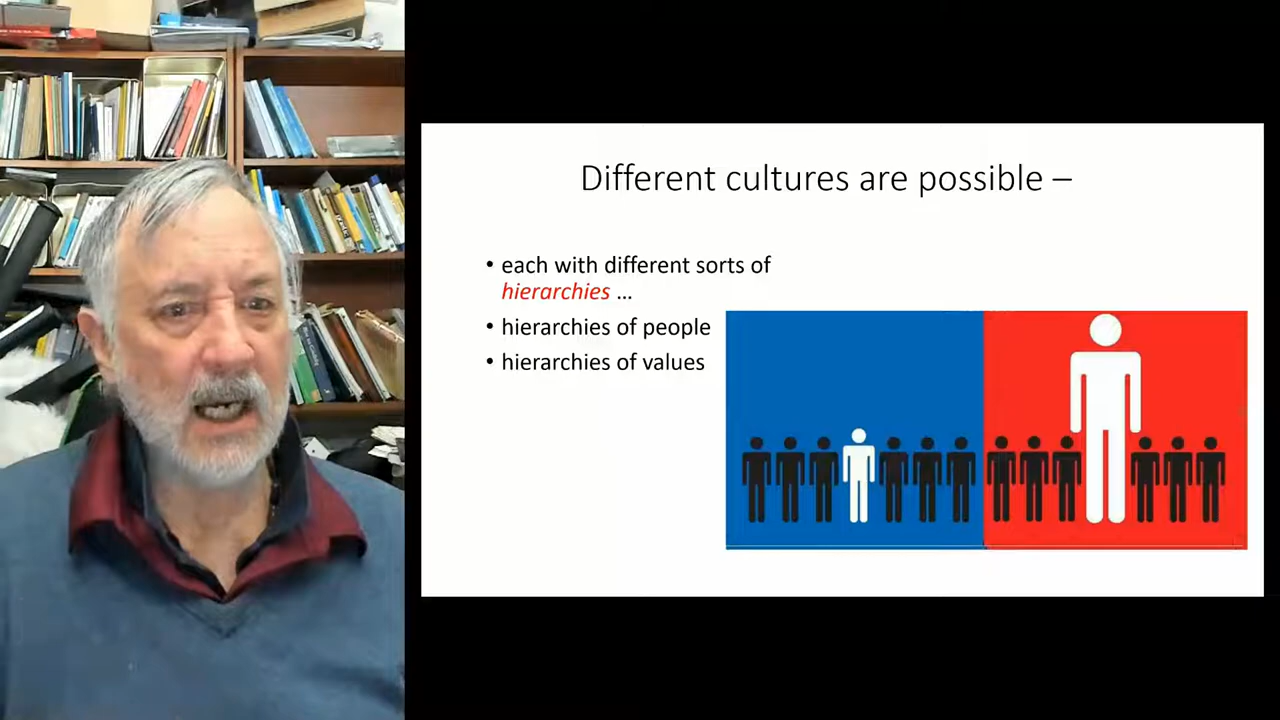 Different cultures are possible –
• each with different sorts of
hierarchies ...
• hierarchies of people
• hierarchies of values